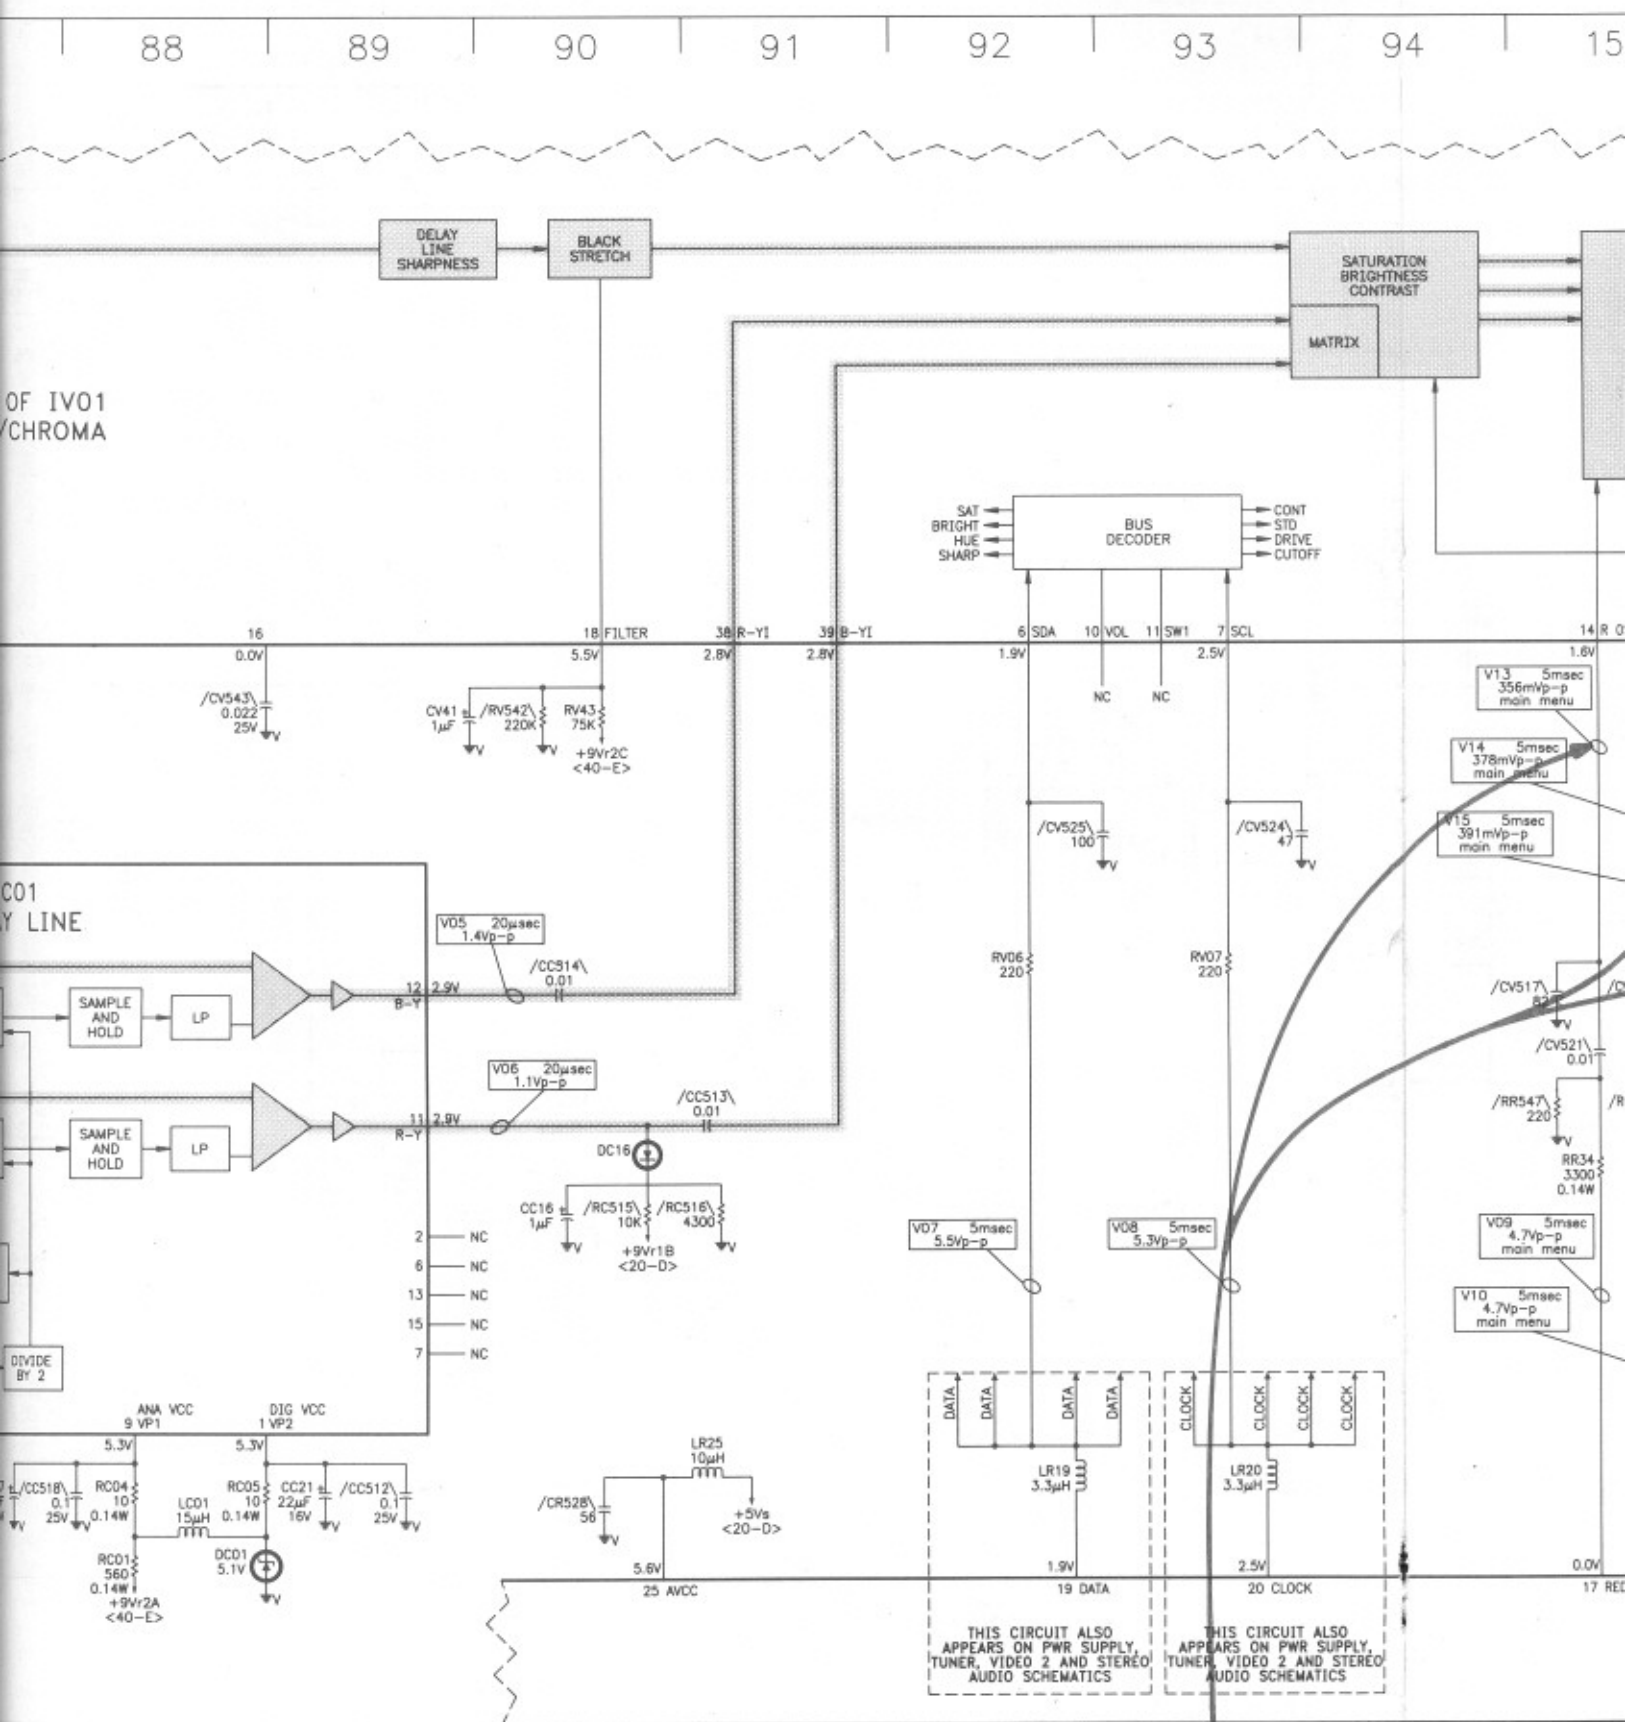 88 89 90 91 92 93 94 15
DELAY
LINE
SHARPNESS
BLACK
STRETCH
SATURATION
BRIGHTNESS
CONTRAST
MATRIX
OF IV01
/CHROMA
SAT
BRIGHT
HUE
SHARP
BUS
DECODER
CONT
STD
DRIVE
CUTOFF
16
0.0V
18 FILTER
5.5V
38 R-YI
2.8V
39 B-YI
2.8V
6 SDA
1.9V
10 VOL
NC
11 SW1
NC
7 SCL
2.5V
14 R O
1.6V
/CV543\
0.022
25V
V
CV41
1µF
V
/RV542\
220K
V
RV43
75K
+9Vr2C
<40-E>
V13 5msec
356mVp-p
main menu
V14 5msec
378mVp-p
main menu
V15 5msec
391mVp-p
main menu
/CV525\
100
V
/CV524\
47
V
C01
Y LINE
V05 20µsec
1.4Vp-p
/CC514\
0.01
12 2.9V
B-Y
SAMPLE
AND
HOLD
LP
RV06
220
RV07
220
/CV517\
82
V
/CV521\
0.01
V06 20µsec
1.1Vp-p
/CC513\
0.01
11 2.9V
R-Y
SAMPLE
AND
HOLD
LP
DC16
CC16
1µF
V
/RC515\
10K
+9Vr1B
<20-D>
/RC516\
4300
V
/RR547\
220
V
/R
RR34
3300
0.14W
2 NC
6 NC
13 NC
15 NC
7 NC
V07 5msec
5.5Vp-p
V08 5msec
5.3Vp-p
V09 5msec
4.7Vp-p
main menu
V10 5msec
4.7Vp-p
main menu
DIVIDE
BY 2
ANA VCC
9 VP1
5.3V
DIG VCC
1 VP2
5.3V
/CC518\
0.1
25V
V
RC04
10
0.14W
LC01
15µH
RC05
10
0.14W
CC21
22µF
16V
V
/CC512\
0.1
25V
V
RC01
560
0.14W
+9Vr2A
<40-E>
DC01
5.1V
V
LR25
10µH
/CR528\
56
V
+5Vs
<20-D>
5.6V
25 AVCC
DATA
DATA
DATA
DATA
LR19
3.3µH
1.9V
19 DATA
CLOCK
CLOCK
CLOCK
CLOCK
LR20
3.3µH
2.5V
20 CLOCK
0.0V
17 RED
THIS CIRCUIT ALSO
APPEARS ON PWR SUPPLY,
TUNER, VIDEO 2 AND STEREO
AUDIO SCHEMATICS
THIS CIRCUIT ALSO
APPEARS ON PWR SUPPLY,
TUNER, VIDEO 2 AND STEREO
AUDIO SCHEMATICS